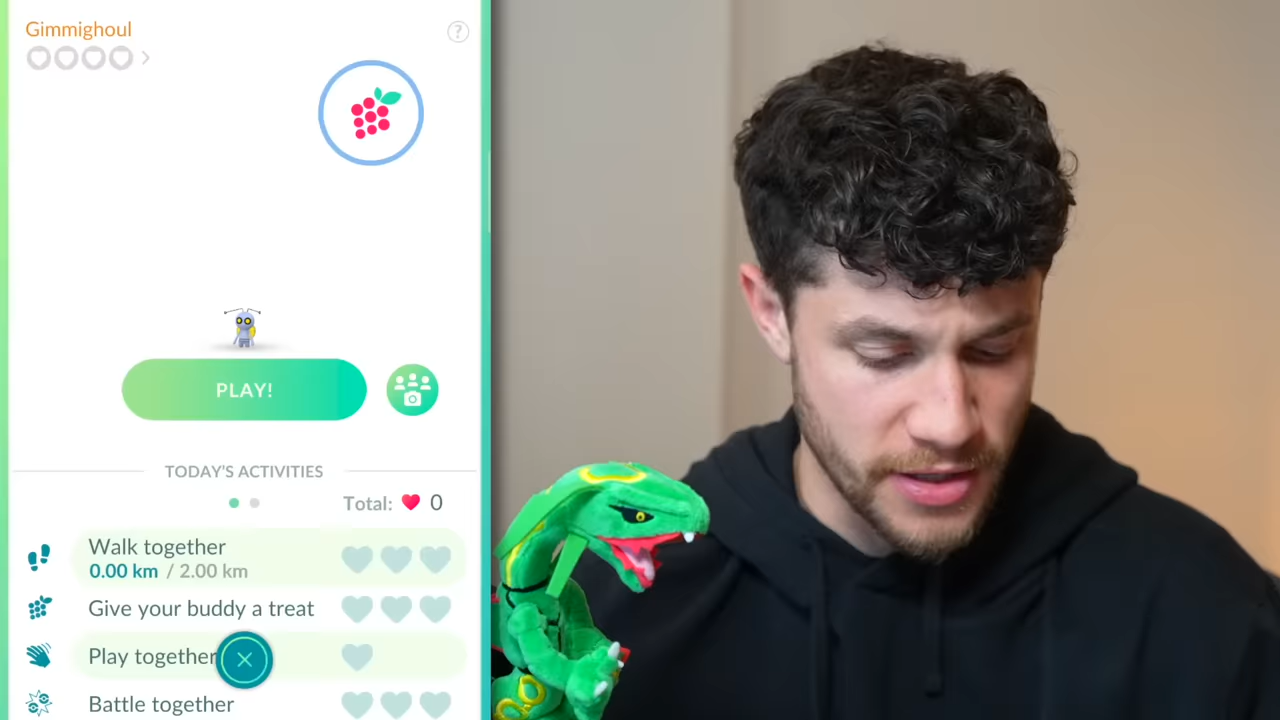 Gimmighoul
?
PLAY!
TODAY'S ACTIVITIES
Total: 0
Walk together
0.00 km / 2.00 km
Give your buddy a treat
Play together
Battle together